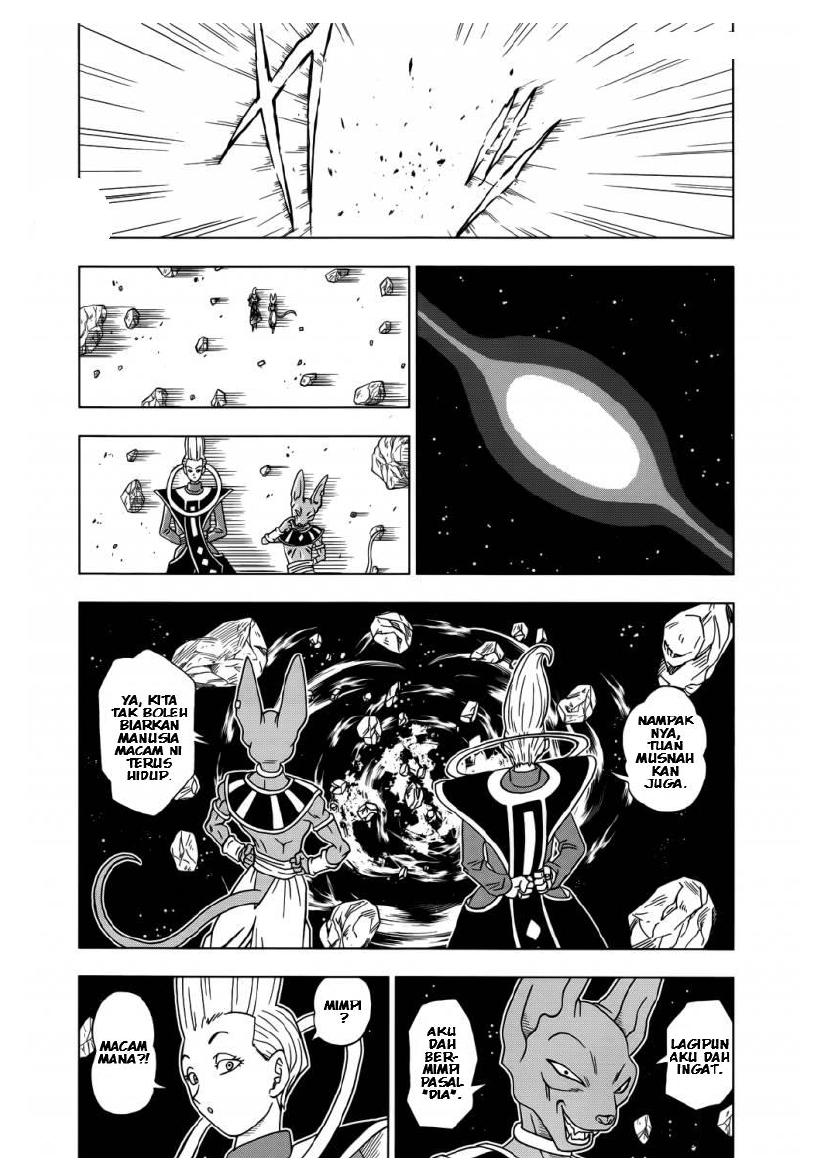 NAMPAK
NYA,
TUAN
MUSNAH
KAN
JUGA.
YA, KITA
TAK BOLEH
BIARKAN
MANUSIA
MACAM NI
TERUS
HIDUP.
LAGIPUN
AKU DAH
INGAT.
AKU
DAH
BER-
MIMPI
PASAL
"DIA".
MIMPI
?
MACAM
MANA?!